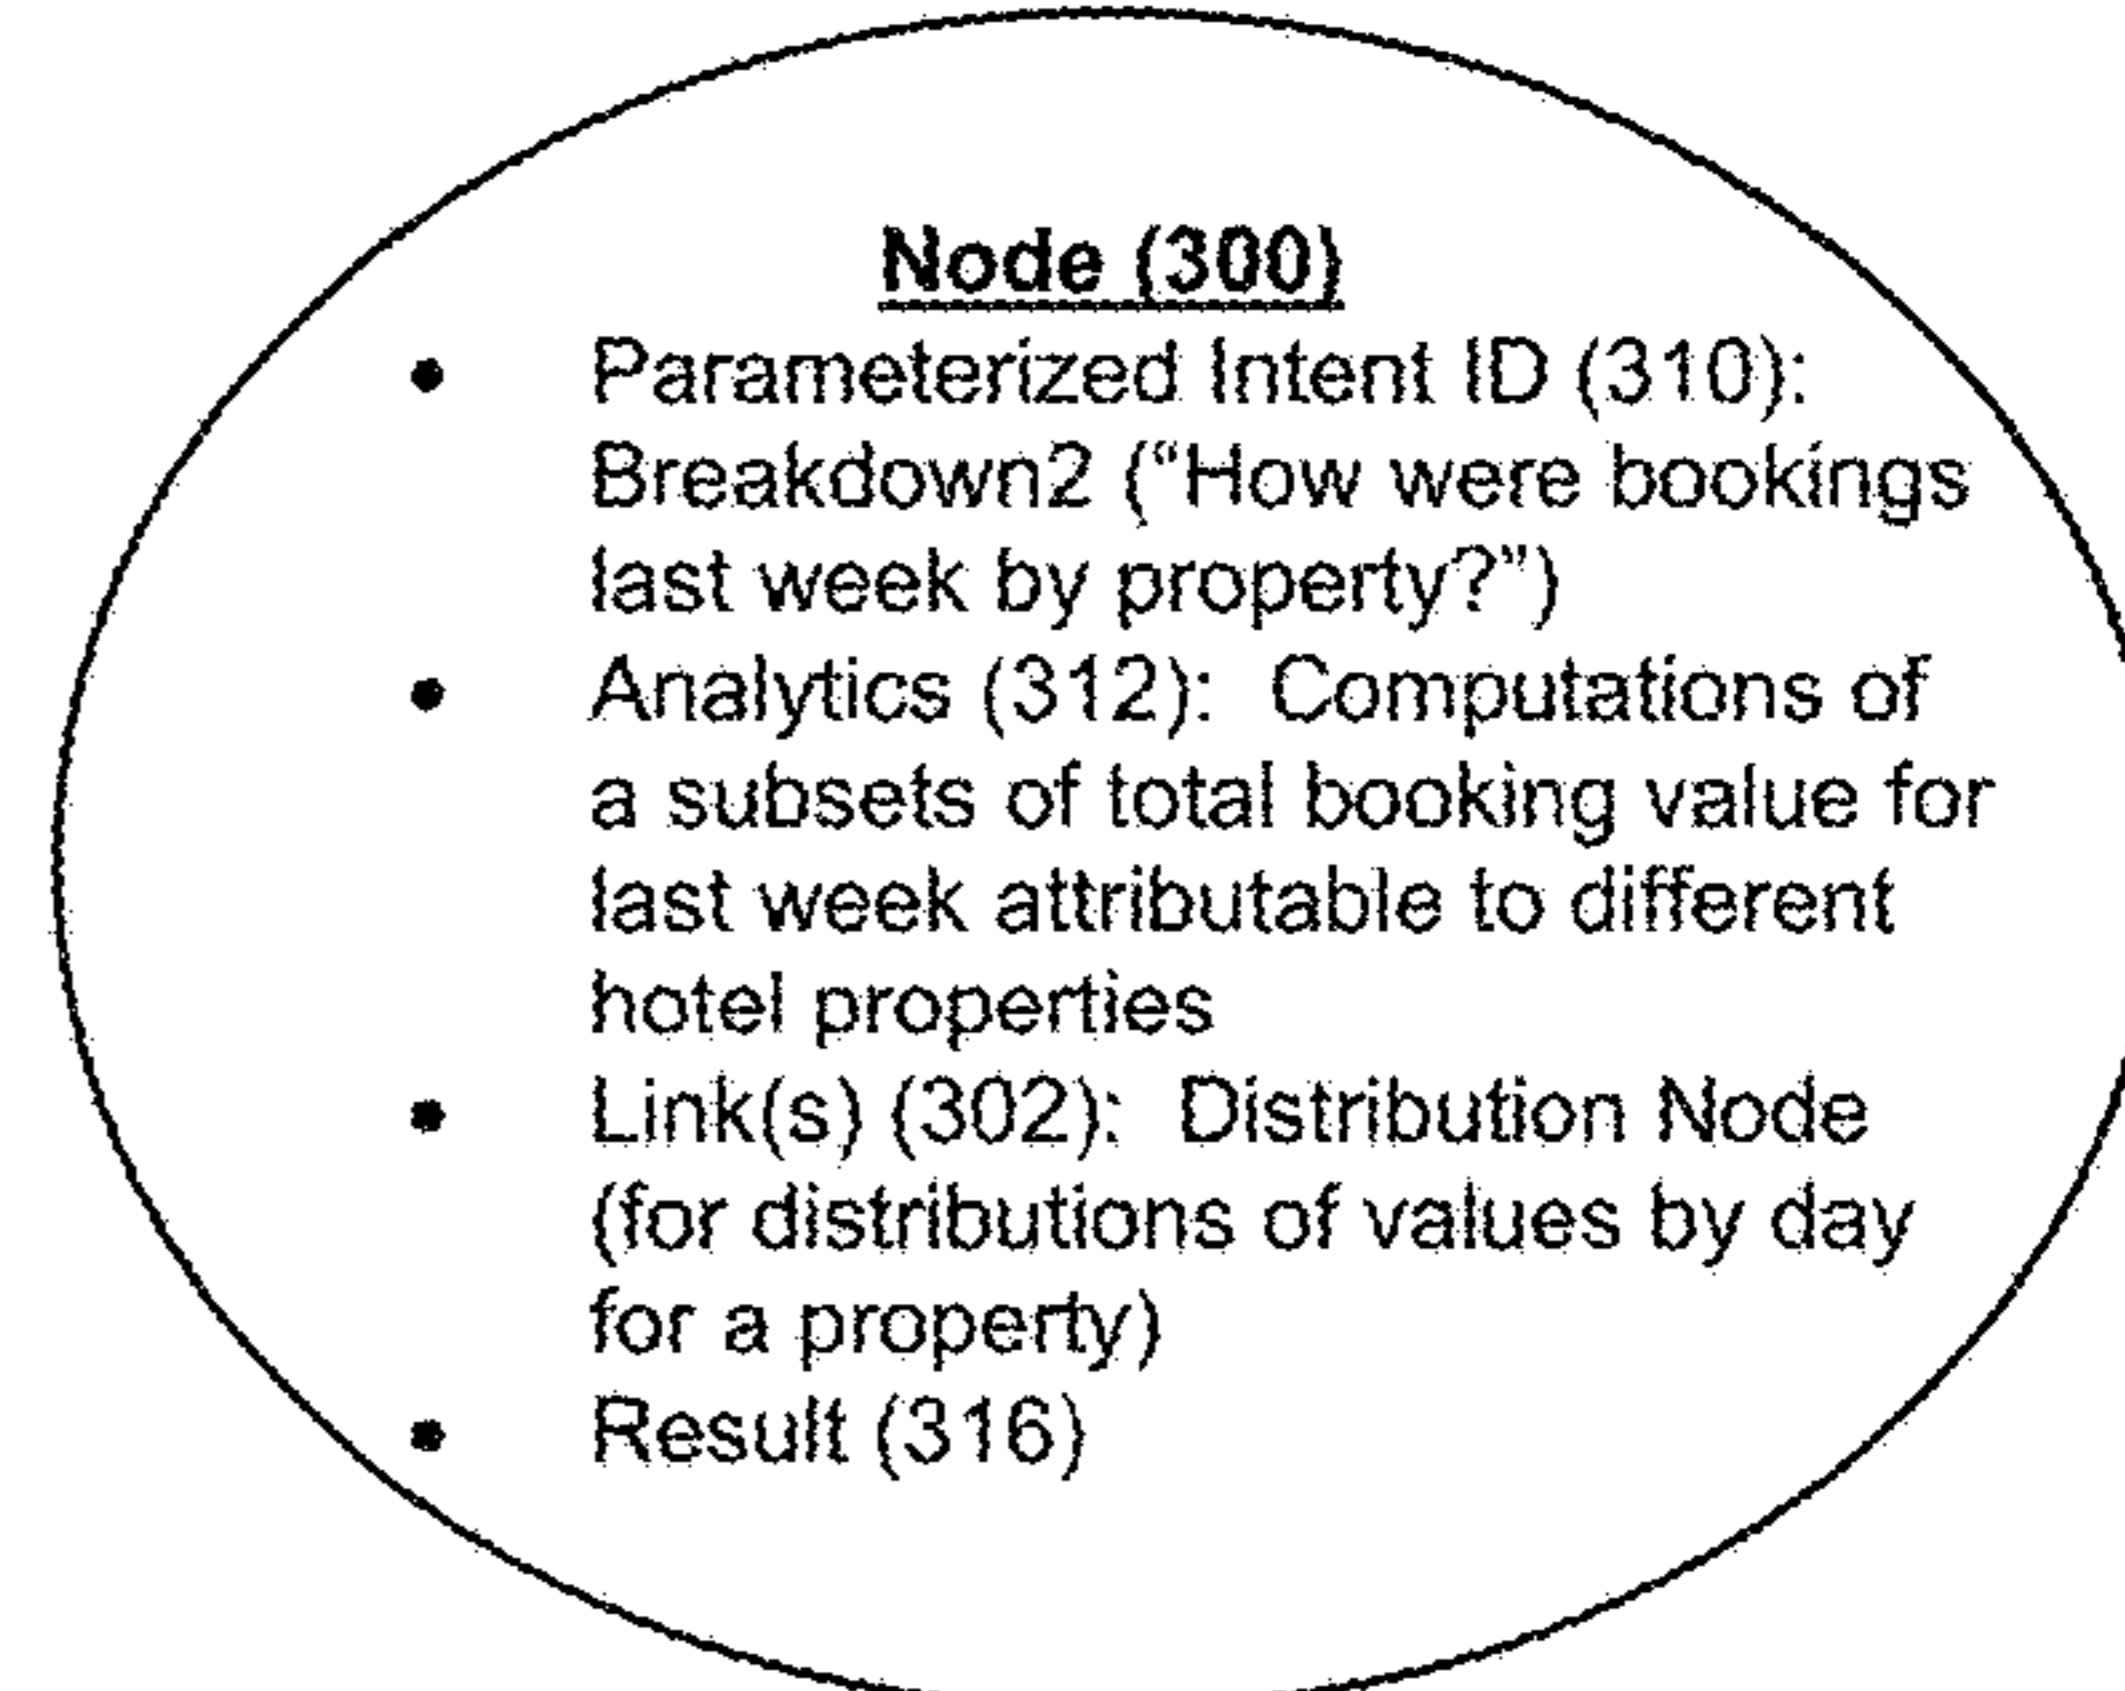 Node (300)
• Parameterized Intent ID (310):
Breakdown2 (“How were bookings
last week by property?”)
• Analytics (312): Computations of
a subsets of total booking value for
last week attributable to different
hotel properties
• Link(s) (302): Distribution Node
(for distributions of values by day
for a property)
• Result (316)